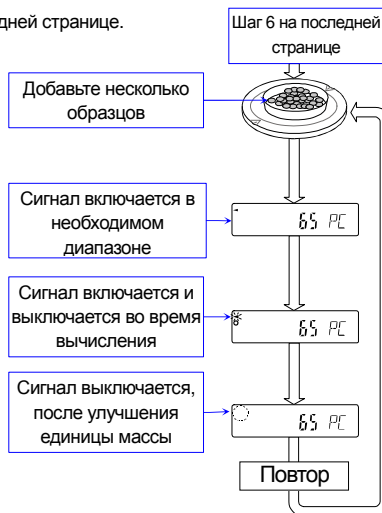 дней странице.
Шаг 6 на последней
странице
Добавьте несколько
образцов
Сигнал включается в
необходимом
диапазоне
65 PC
Сигнал включается и
выключается во время
вычисления
65 PC
Сигнал выключается,
после улучшения
единицы массы
65 PC
Повтор